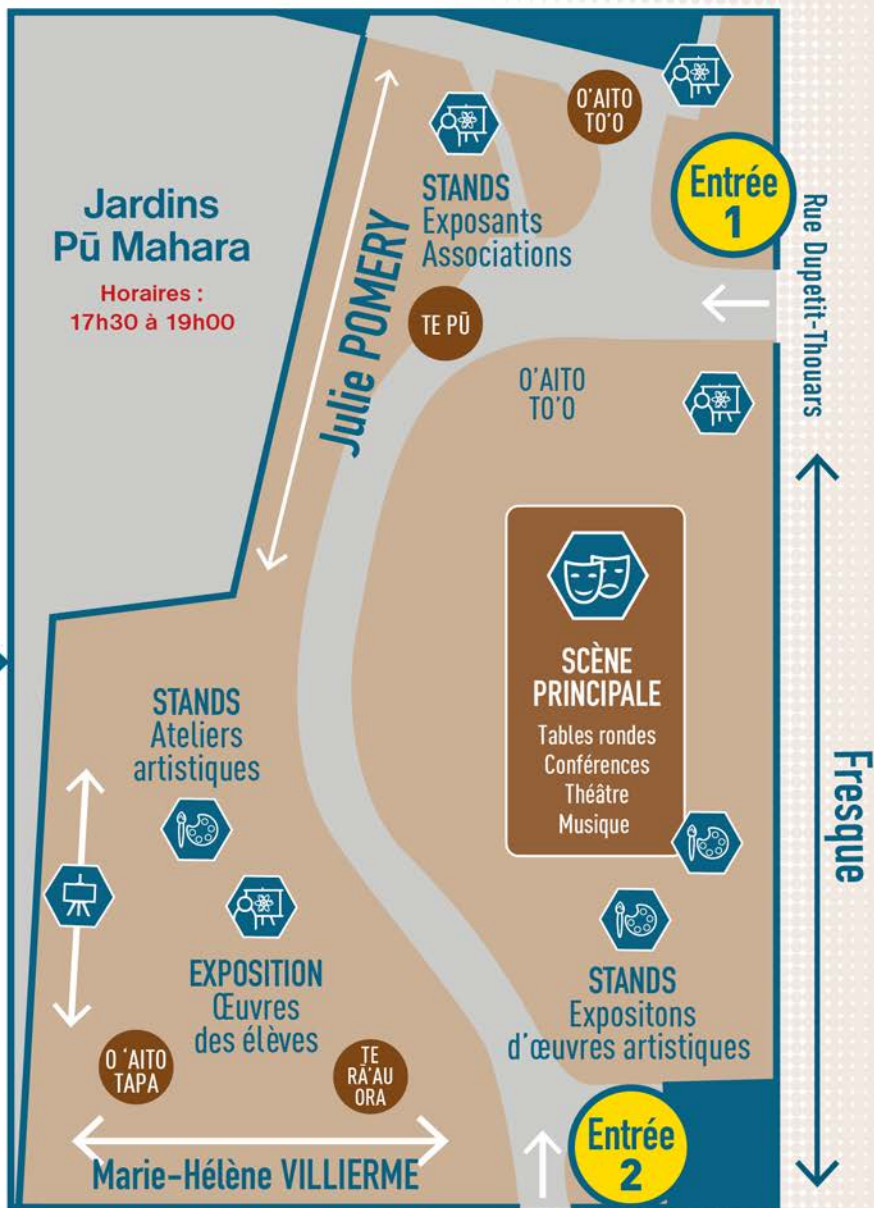 Jardins
Pū Mahara
Horaires :
17h30 à 19h00
O'AITO
TO'O
STANDS
Exposants
Associations
Entrée
1
Rue Dupetit-Thouars
Julie POMERY
TE PŪ
O'AITO
TO'O
SCÈNE
PRINCIPALE
Tables rondes
Conférences
Théâtre
Musique
Fresque
STANDS
Ateliers
artistiques
EXPOSITION
Œuvres
des élèves
STANDS
Expositons
d'œuvres artistiques
O 'AITO
TAPA
TE
RĀ'AU
ORA
Marie-Hélène VILLIERME
Entrée
2